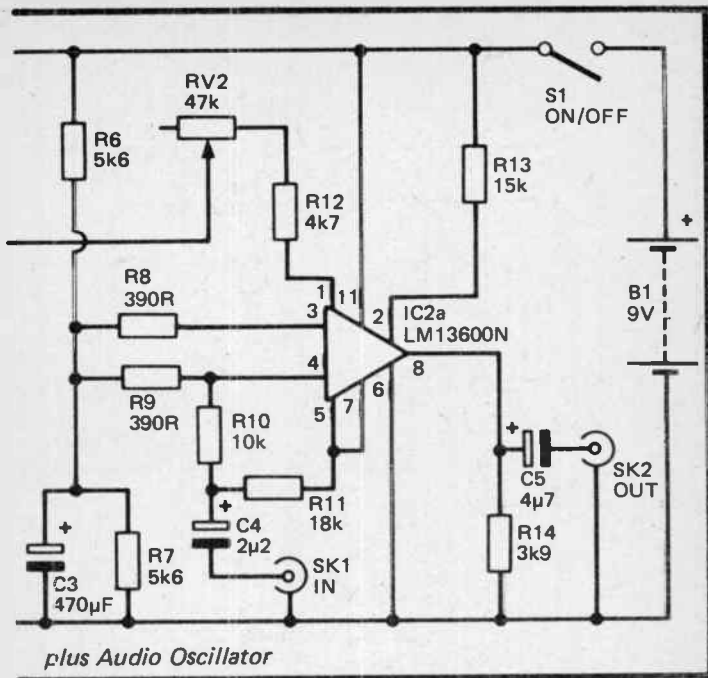 RV2
47k
S1
ON/OFF
R6
5k6
R13
15k
R12
4k7
+
R8
390R
1
11
3
2
IC2a
LM13600N
B1
9V
4
8
R9
390R
5
7
6
R10
10k
+
SK2
OUT
C5
4µ7
R11
18k
+
+
C4
2µ2
R14
3k9
R7
5k6
SK1
IN
C3
470µF
plus Audio Oscillator